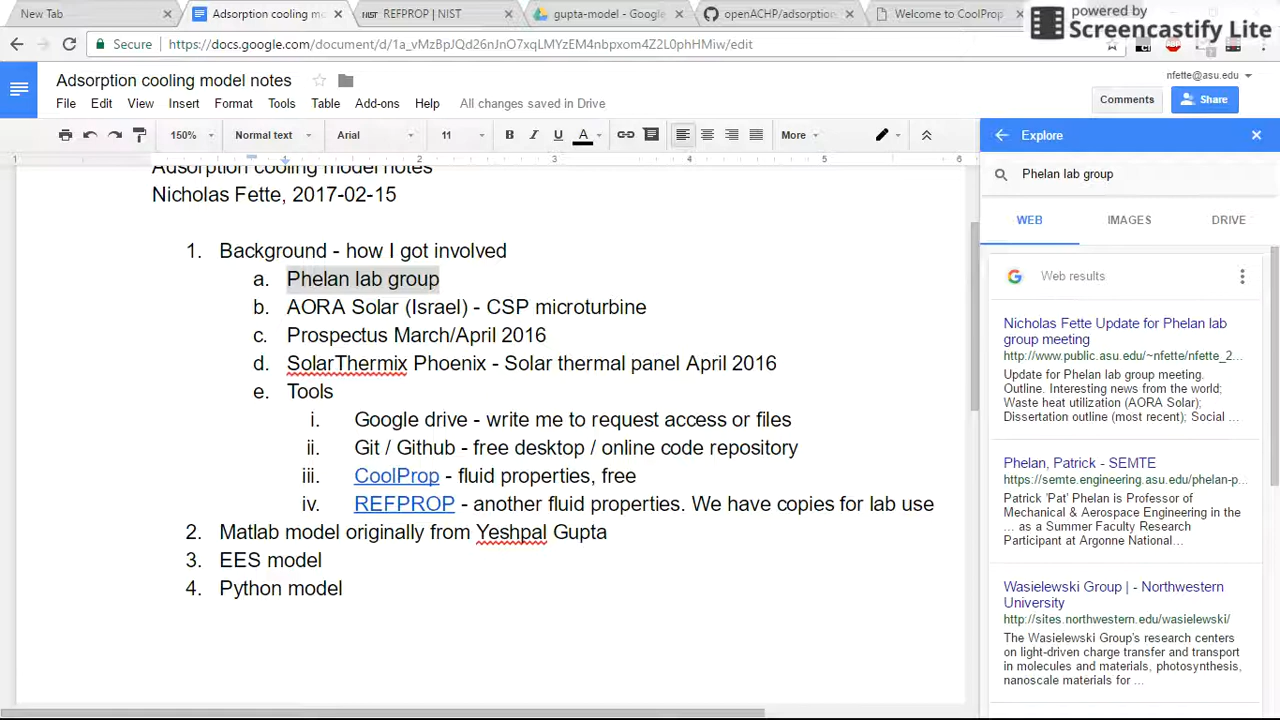 New Tab
Adsorption cooling mode
REFPROP | NIST
gupta-model - Google
openACHP/adsorption
Welcome to CoolProp
powered by
Screencastify Lite
Secure
https://docs.google.com/document/d/1a_vMzBpJCQ26nJnO7xqLMYzEM4nbpxom4Z2L0phHMiw/edit
Adsorption cooling model notes
nfette@asu.edu
File Edit View Insert Format Tools Table Add-ons Help All changes saved in Drive
Comments
Share
150% Normal text Arial 11 B I U A More
Explore
1 2 3 4 5 6
Phelan lab group
WEB IMAGES DRIVE
Adsorption cooling model notes
Nicholas Fette, 2017-02-15
1. Background - how I got involved
a. Phelan lab group
b. AORA Solar (Israel) - CSP microturbine
c. Prospectus March/April 2016
d. SolarThermix Phoenix - Solar thermal panel April 2016
e. Tools
i. Google drive - write me to request access or files
ii. Git / Github - free desktop / online code repository
iii. CoolProp - fluid properties, free
iv. REFPROP - another fluid properties. We have copies for lab use
2. Matlab model originally from Yeshpal Gupta
3. EES model
4. Python model
Web results
Nicholas Fette Update for Phelan lab
group meeting
http://www.public.asu.edu/~nfette/nfette_2...
Update for Phelan lab group meeting.
Outline. Interesting news from the world;
Waste heat utilization (AORA Solar);
Dissertation outline (most recent); Social ...
Phelan, Patrick - SEMTE
https://semte.engineering.asu.edu/phelan-p...
Patrick 'Pat' Phelan is Professor of
Mechanical & Aerospace Engineering in the
... as a Summer Faculty Research
Participant at Argonne National...
Wasielewski Group | - Northwestern
University
http://sites.northwestern.edu/wasielewski/
The Wasielewski Group's research centers
on light-driven charge transfer and transport
in molecules and materials, photosynthesis,
nanoscale materials for ...